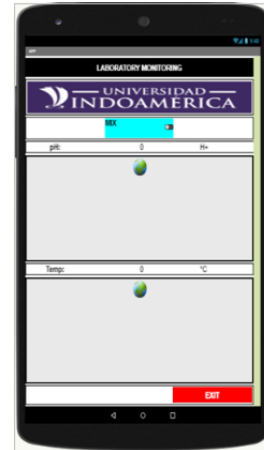 LABORATORY MONITORING
UNIVERSIDAD
INDOAMÉRICA
MIX
pH: 0 H+
Temp: 0 °C
EXIT